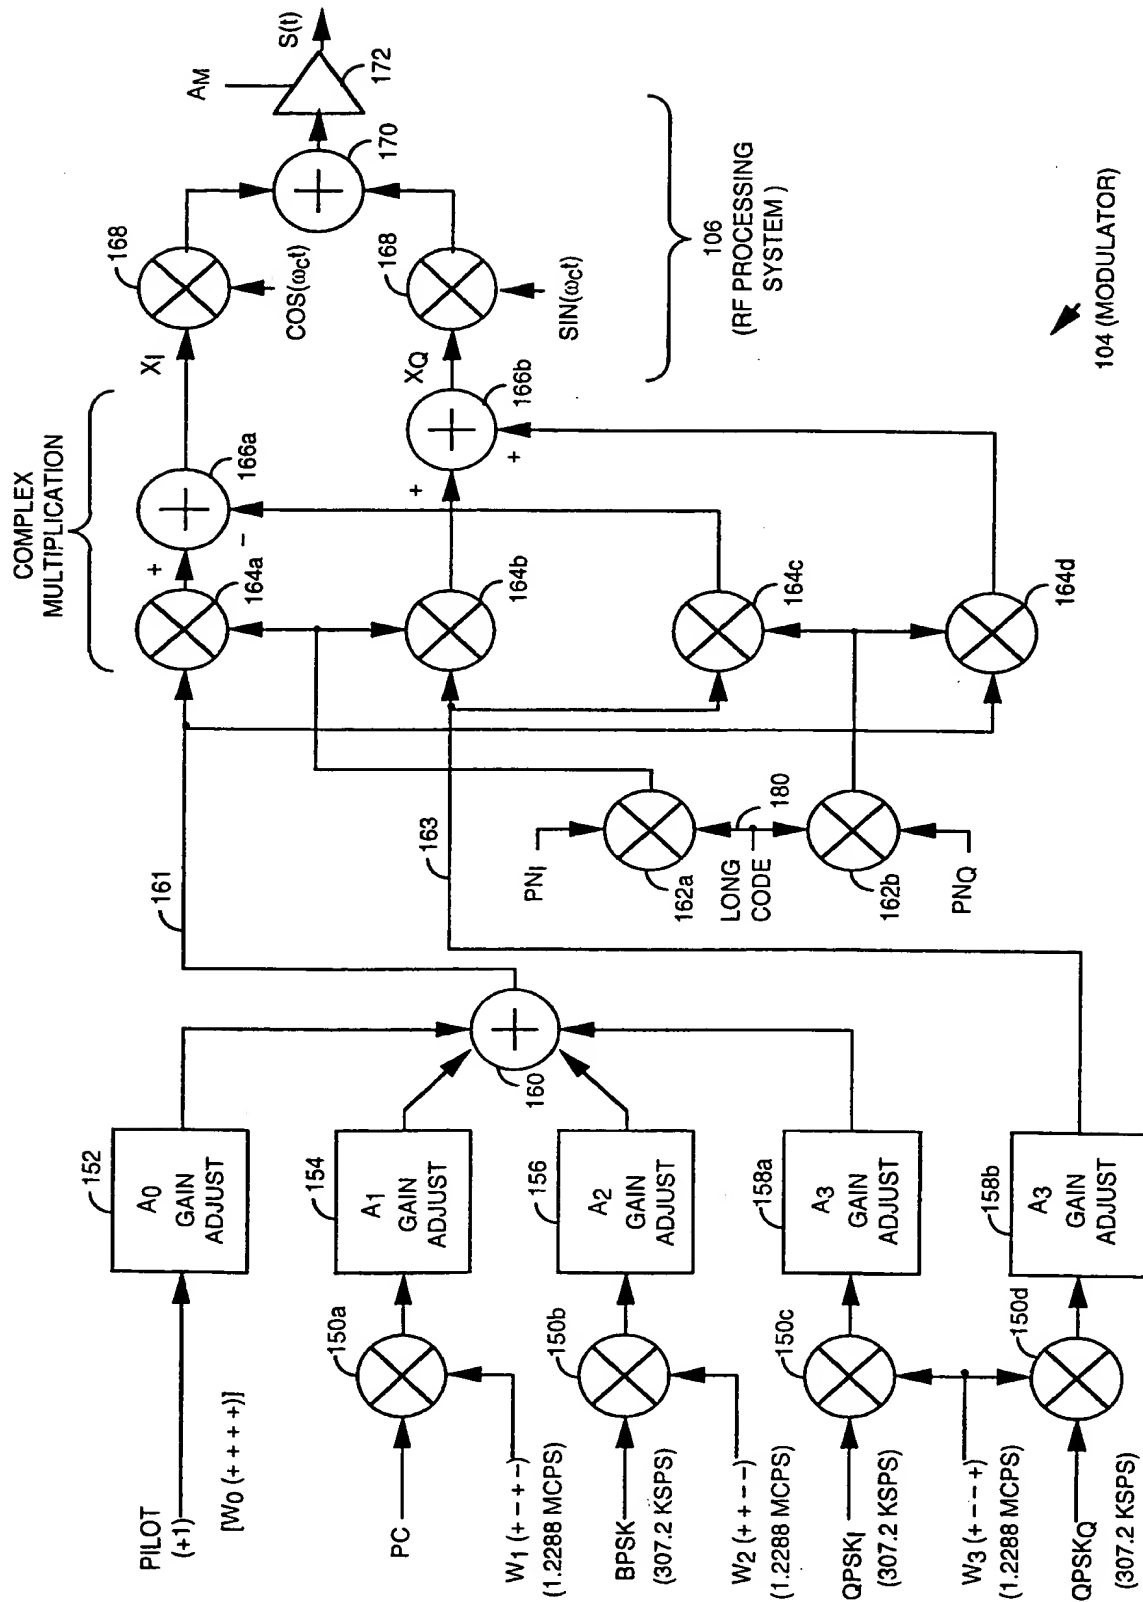 PILOT
(+1)
[W0 (+ + + +)]
152
A0
GAIN
ADJUST
PC
150a
W1 (+ – + –)
(1.2288 MCPS)
154
A1
GAIN
ADJUST
BPSK
(307.2 KSPS)
150b
W2 (+ + – –)
(1.2288 MCPS)
156
A2
GAIN
ADJUST
QPSKI
(307.2 KSPS)
150c
W3 (+ – – +)
(1.2288 MCPS)
158a
A3
GAIN
ADJUST
QPSKQ
(307.2 KSPS)
150d
158b
A3
GAIN
ADJUST
160
161
163
PNI
162a
LONG
CODE
180
162b
PNQ
COMPLEX
MULTIPLICATION
164a
164b
164c
164d
+
–
166a
+
+
166b
XI
XQ
168
COS(ωct)
168
SIN(ωct)
170
AM
172
S(t)
106
(RF PROCESSING
SYSTEM )
104 (MODULATOR)